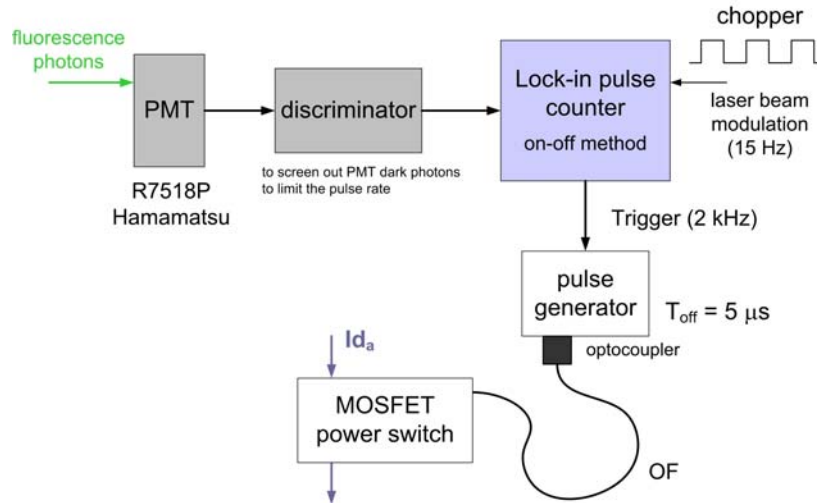 chopper
fluorescence
photons
PMT
discriminator
Lock-in pulse
counter
on-off method
laser beam
modulation
(15 Hz)
to screen out PMT dark photons
to limit the pulse rate
R7518P
Hamamatsu
Trigger (2 kHz)
pulse
generator
T_off = 5 μs
optocoupler
Id_a
MOSFET
power switch
OF